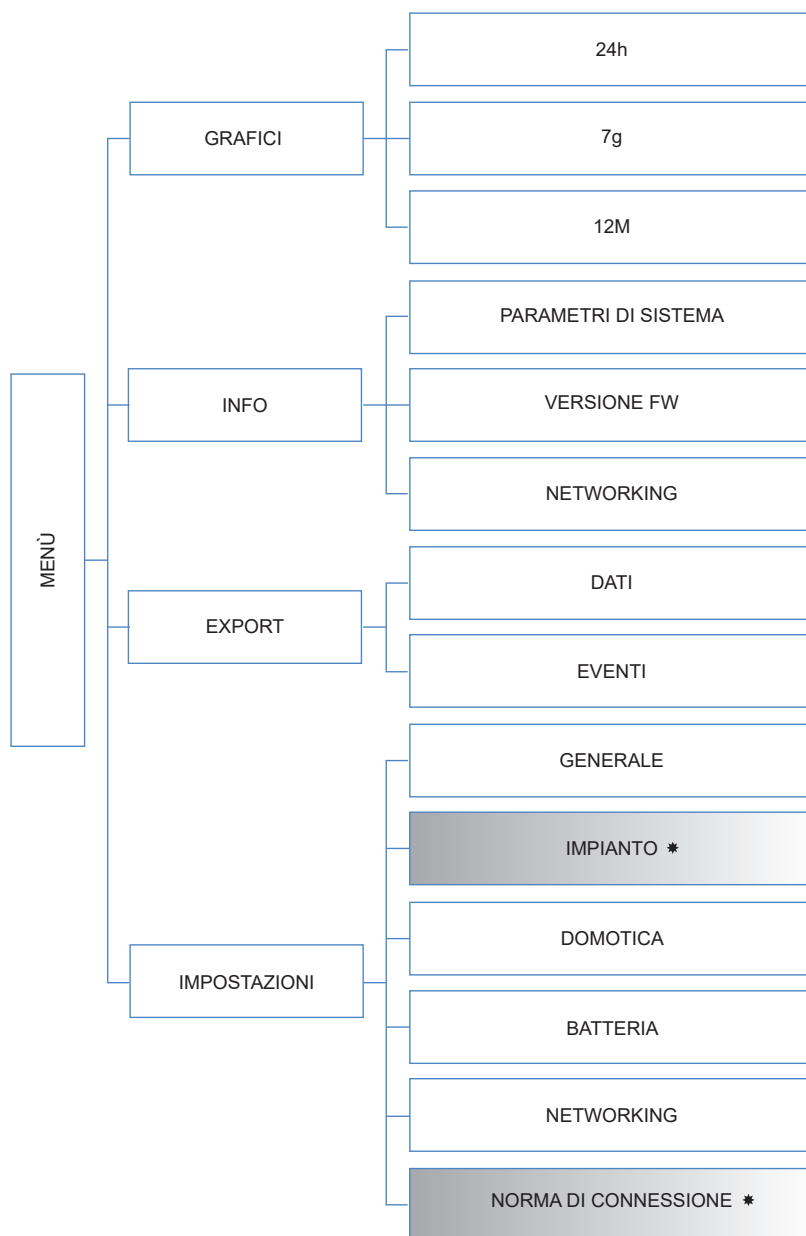 MENÙ
GRAFICI
24h
7g
12M
INFO
PARAMETRI DI SISTEMA
VERSIONE FW
NETWORKING
EXPORT
DATI
EVENTI
IMPOSTAZIONI
GENERALE
IMPIANTO ✸
DOMOTICA
BATTERIA
NETWORKING
NORMA DI CONNESSIONE ✸